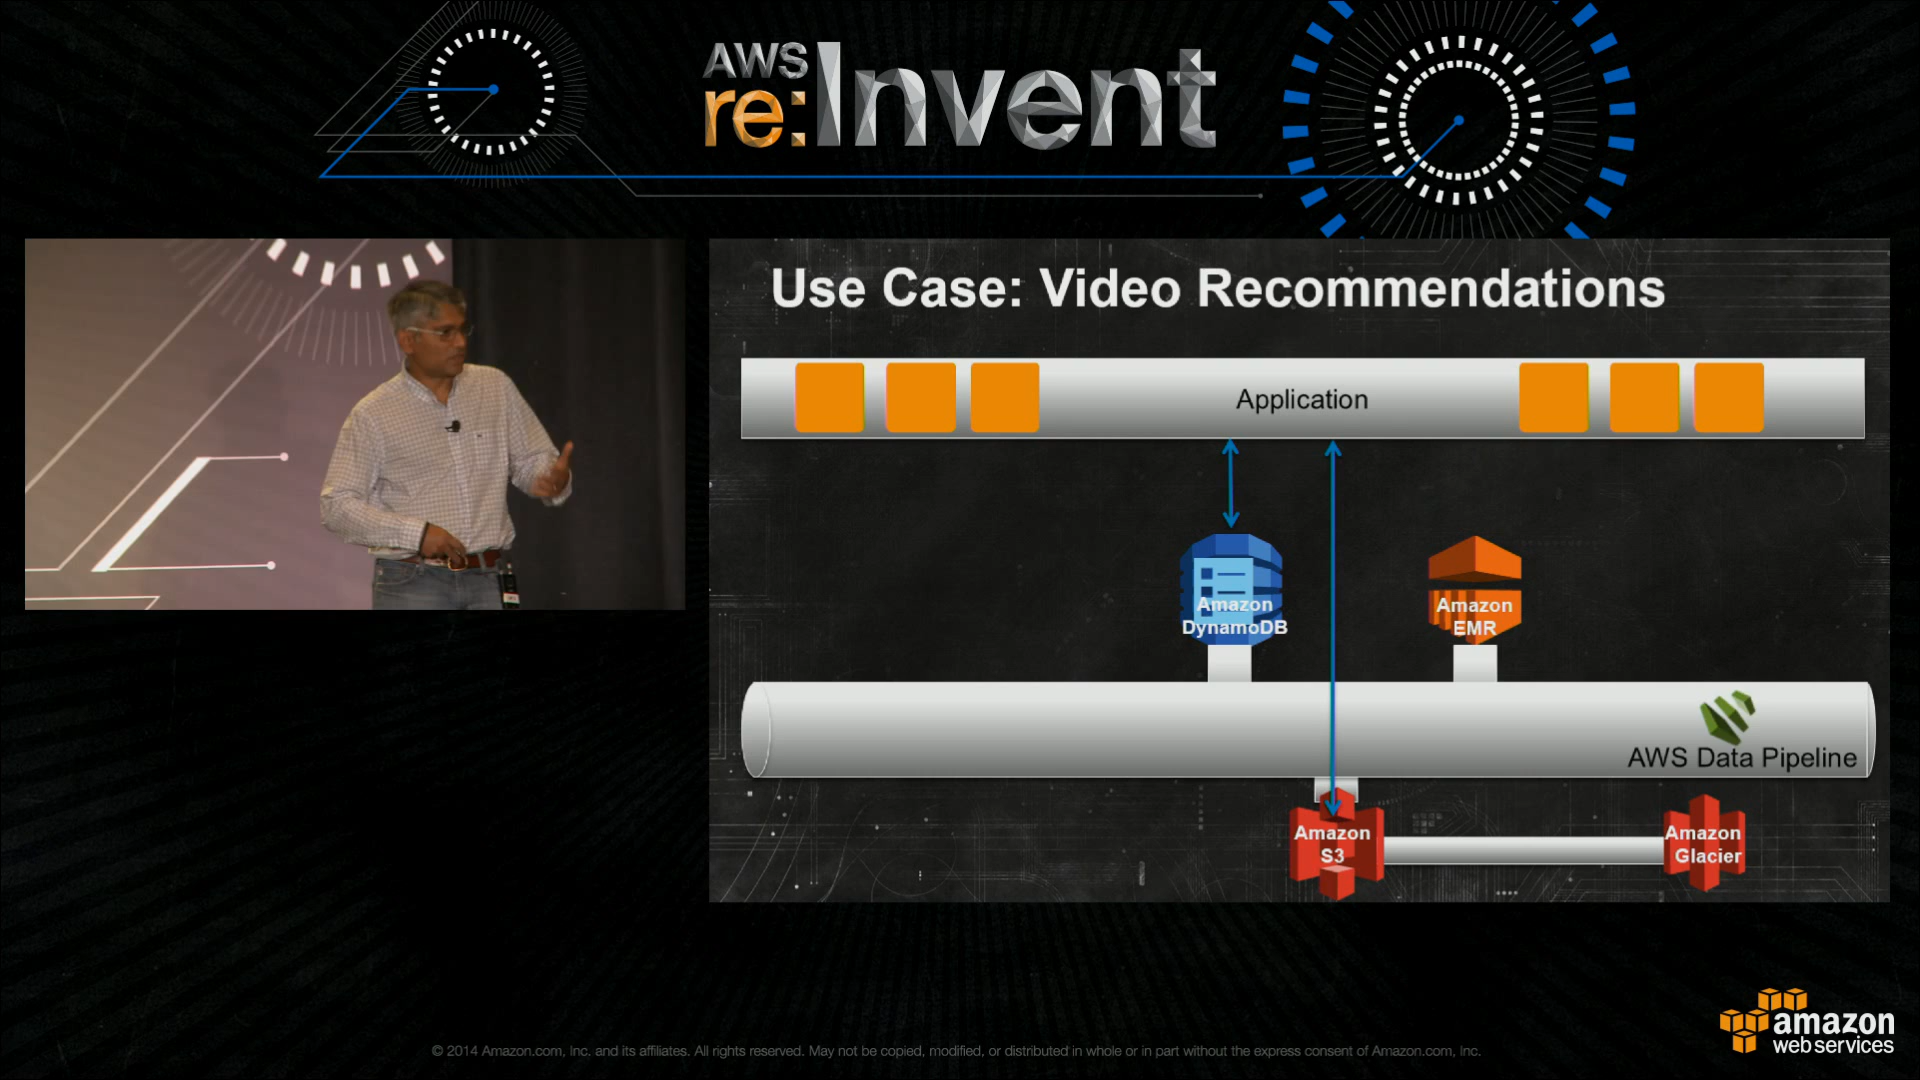 AWS
re:Invent
Use Case: Video Recommendations
Application
Amazon
DynamoDB
Amazon
EMR
AWS Data Pipeline
Amazon
S3
Amazon
Glacier
amazon
web services
© 2014 Amazon.com, Inc. and its affiliates. All rights reserved. May not be copied, modified, or distributed in whole or in part without the express consent of Amazon.com, Inc.